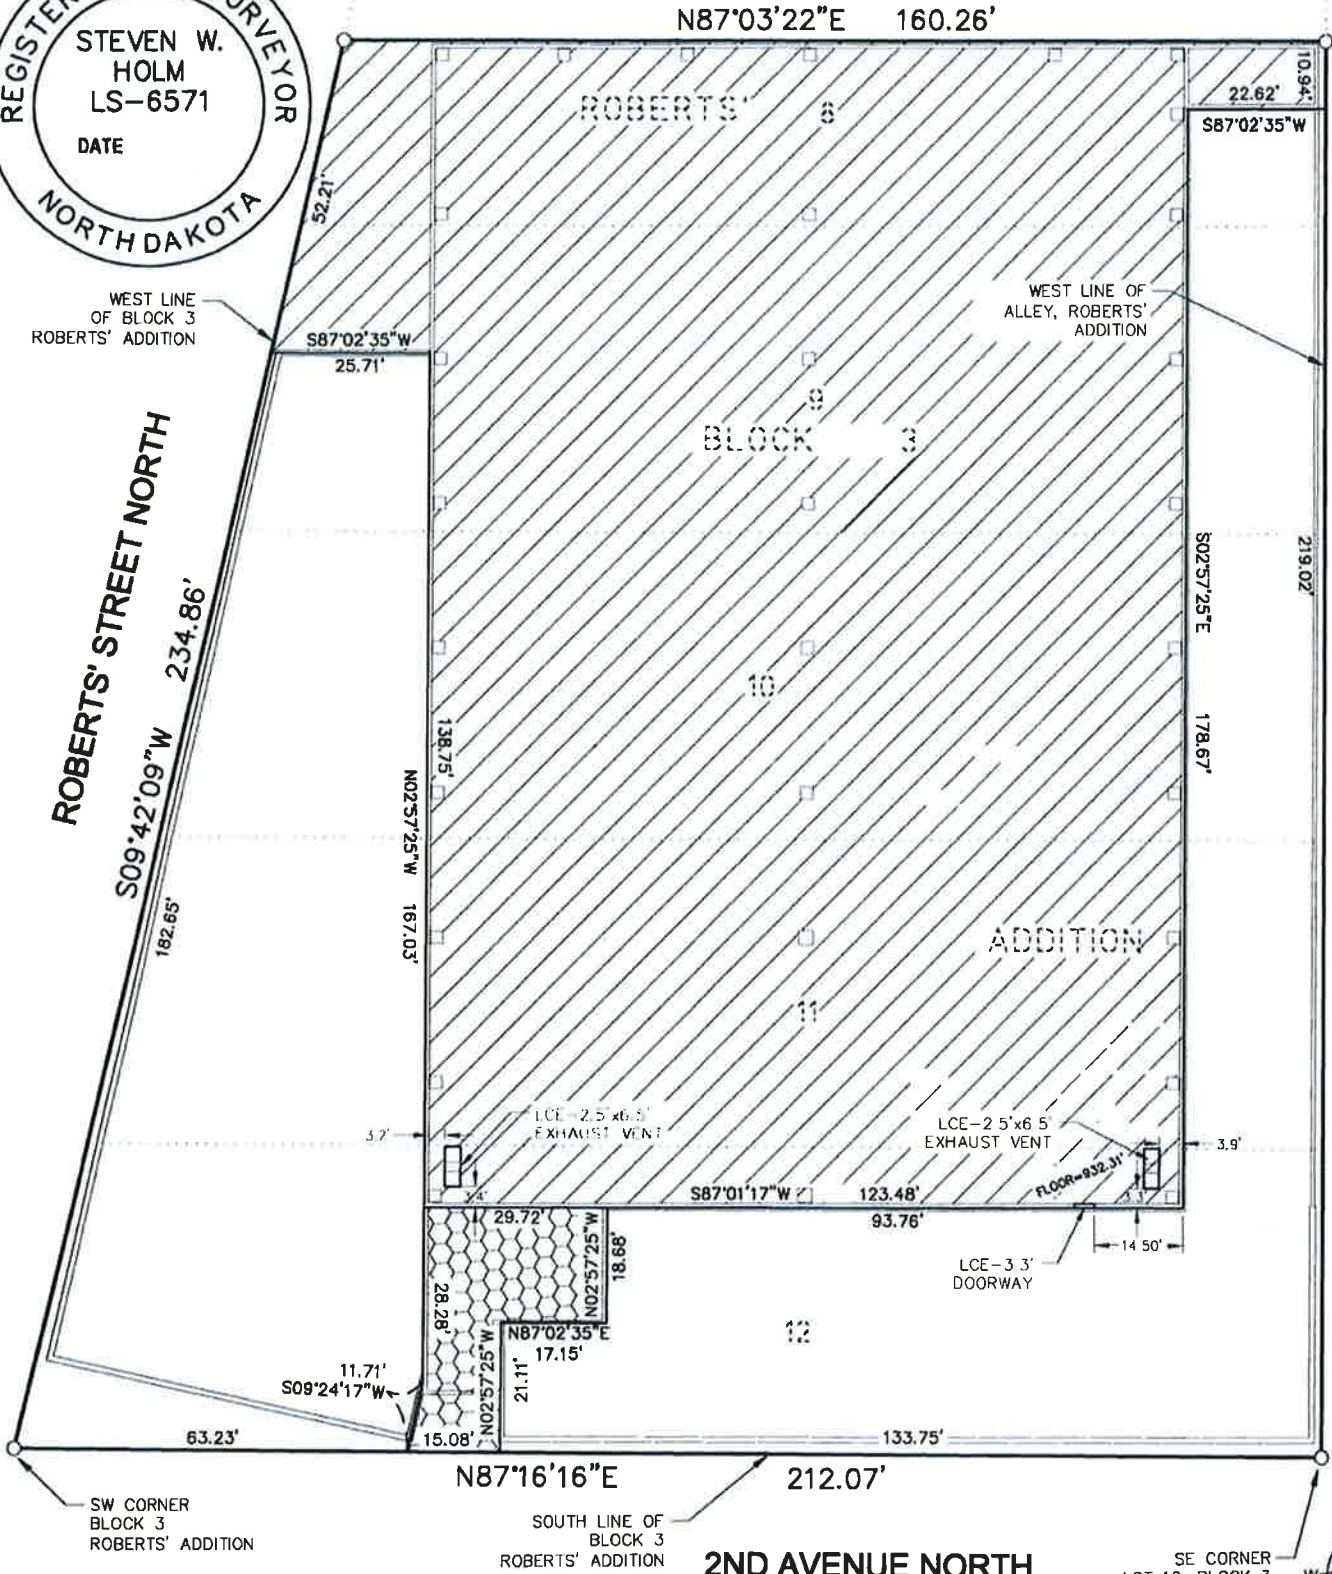 N87°03'22"E 160.26'
REGISTER
URVEYOR
STEVEN W.
HOLM
LS-6571
DATE
NORTH DAKOTA
10.94'
22.62'
S87°02'35"W
ROBERTS'
8
52.21'
WEST LINE
OF BLOCK 3
ROBERTS' ADDITION
WEST LINE OF
ALLEY, ROBERTS'
ADDITION
S87°02'35"W
25.71'
9
BLOCK 3
ROBERTS' STREET NORTH
S09°42'09"W 234.86'
S02°57'25"E 178.67'
219.02'
10
138.75'
N02°57'25"W 167.03'
182.65'
ADDITION
11
LCE-2.5'x6.5'
EXHAUST VENT
LCE-2.5'x6.5'
EXHAUST VENT
3.9'
FLOOR=932.31'
3.4'
3.3'
S87°01'17"W 123.48'
29.72'
93.76'
14.50'
LCE-3.3'
DOORWAY
N02°57'25"W
18.68'
28.28'
N87°02'35"E
17.15'
12
N02°57'25"W
21.11'
11.71'
S09°24'17"W
63.23'
15.08'
133.75'
N87°16'16"E 212.07'
SW CORNER
BLOCK 3
ROBERTS' ADDITION
SOUTH LINE OF
BLOCK 3
ROBERTS' ADDITION
2ND AVENUE NORTH
SE CORNER